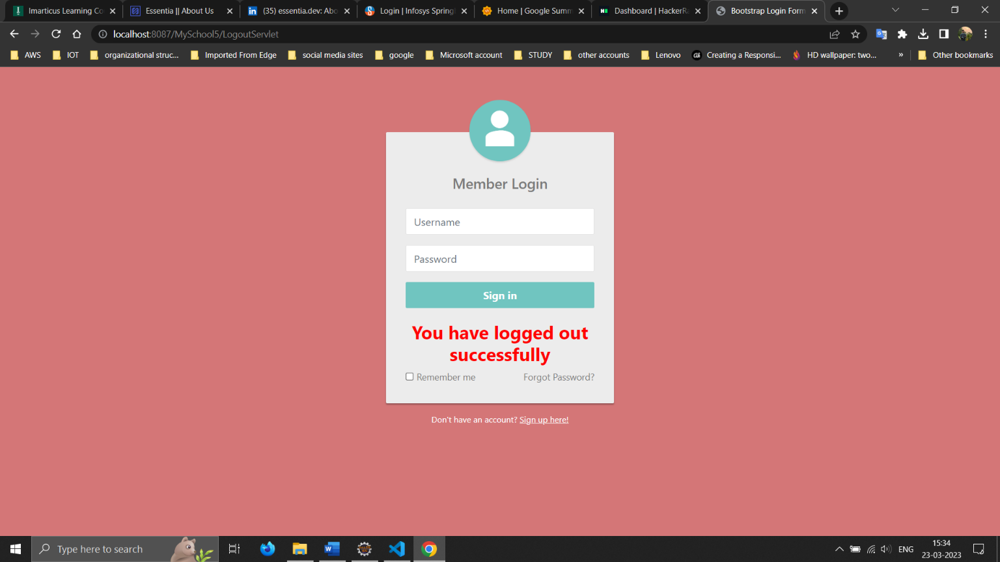 Imarticus Learning Co
Essentia || About Us
(35) essentia.dev: Abo
Login | Infosys Spring
Home | Google Summ
Dashboard | HackerRa
Bootstrap Login Form
localhost:8087/MySchool5/LogoutServlet
AWS
IOT
organizational struc...
Imported From Edge
social media sites
google
Microsoft account
STUDY
other accounts
Lenovo
Creating a Responsi...
HD wallpaper: two...
»
Other bookmarks
Member Login
Username
Password
Sign in
You have logged out
successfully
Remember me
Forgot Password?
Don't have an account? Sign up here!
Type here to search
ENG
15:34
23-03-2023